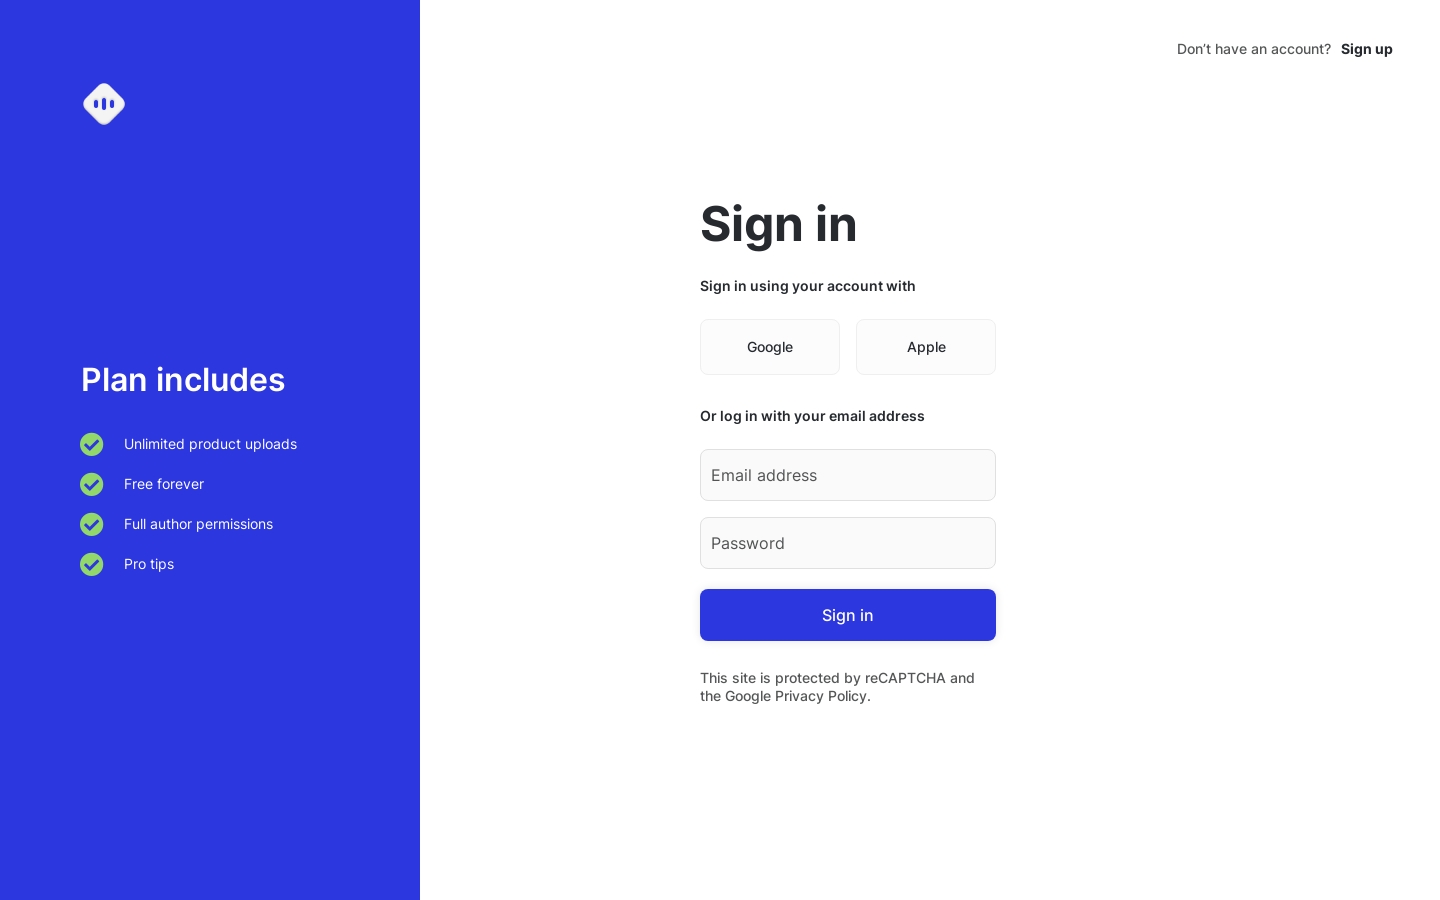 Don't have an account? Sign up
Plan includes
Unlimited product uploads
Free forever
Full author permissions
Pro tips
Sign in
Sign in using your account with
Google
Apple
Or log in with your email address
Email address
Password
Sign in
This site is protected by reCAPTCHA and
the Google Privacy Policy.